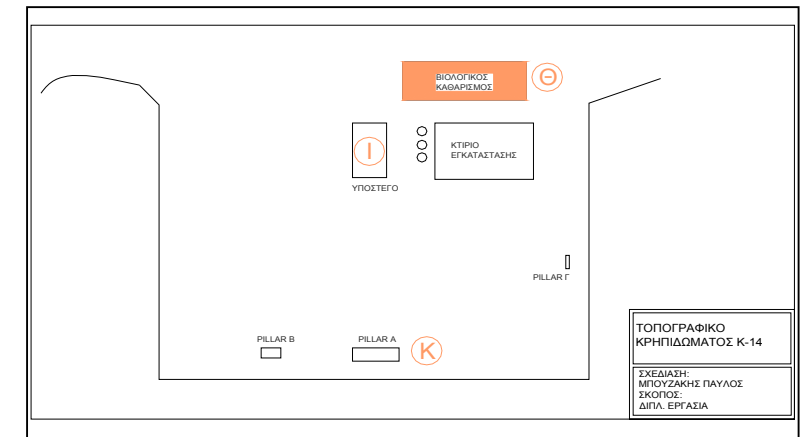 ΒΙΟΛΟΓΙΚΟΣ
ΚΑΘΑΡΙΣΜΟΣ
Θ
Ι
ΚΤΙΡΙΟ
ΕΓΚΑΤΑΣΤΑΣΗΣ
ΥΠΟΣΤΕΓΟ
PILLAR Γ
PILLAR B
PILLAR A
Κ
ΤΟΠΟΓΡΑΦΙΚΟ
ΚΡΗΠΙΔΩΜΑΤΟΣ Κ-14
ΣΧΕΔΙΑΣΗ:
ΜΠΟΥΖΑΚΗΣ ΠΑΥΛΟΣ
ΣΚΟΠΟΣ:
ΔΙΠΛ. ΕΡΓΑΣΙΑ